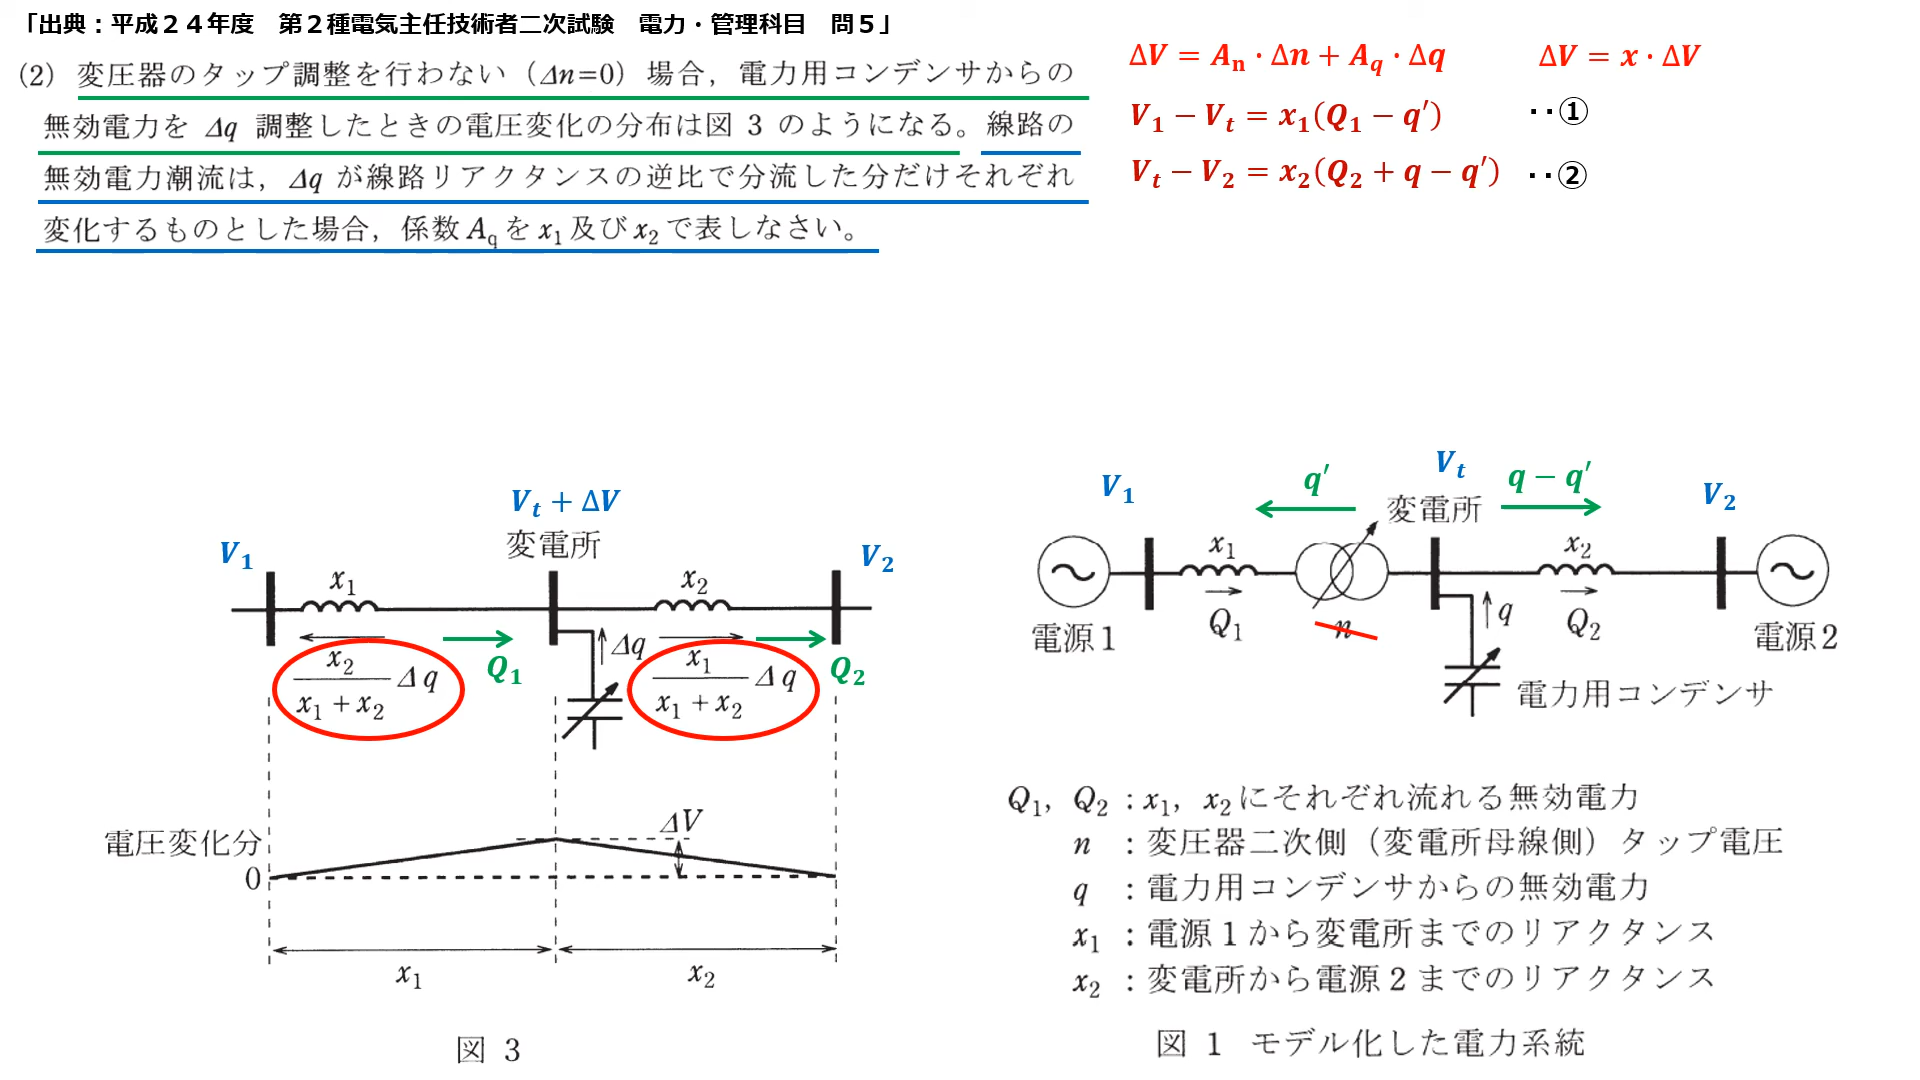 「出典：平成２４年度　第２種電気主任技術者二次試験　電力・管理科目　問５」
(2) 変圧器のタップ調整を行わない（Δn=0）場合，電力用コンデンサからの
無効電力を Δq 調整したときの電圧変化の分布は図 3 のようになる。線路の
無効電力潮流は，Δq が線路リアクタンスの逆比で分流した分だけそれぞれ
変化するものとした場合，係数 A_q を x₁ 及び x₂ で表しなさい。
ΔV = Aₙ・Δn + A_q・Δq
ΔV = x・ΔV
V₁ − Vₜ = x₁(Q₁ − q′) ‥①
Vₜ − V₂ = x₂(Q₂ + q − q′) ‥②
Vₜ + ΔV
変電所
V₁
V₂
x₁
x₂
Q₁
Δq
Q₂
x₂/(x₁ + x₂) Δq
x₁/(x₁ + x₂) Δq
電圧変化分
ΔV
0
x₁
x₂
図 3
V₁
q′
Vₜ
q − q′
V₂
変電所
x₁
x₂
Q₁
n
q
Q₂
電源1
電源2
電力用コンデンサ
Q₁，Q₂：x₁，x₂にそれぞれ流れる無効電力
n ：変圧器二次側（変電所母線側）タップ電圧
q ：電力用コンデンサからの無効電力
x₁ ：電源1から変電所までのリアクタンス
x₂ ：変電所から電源2までのリアクタンス
図 1 モデル化した電力系統